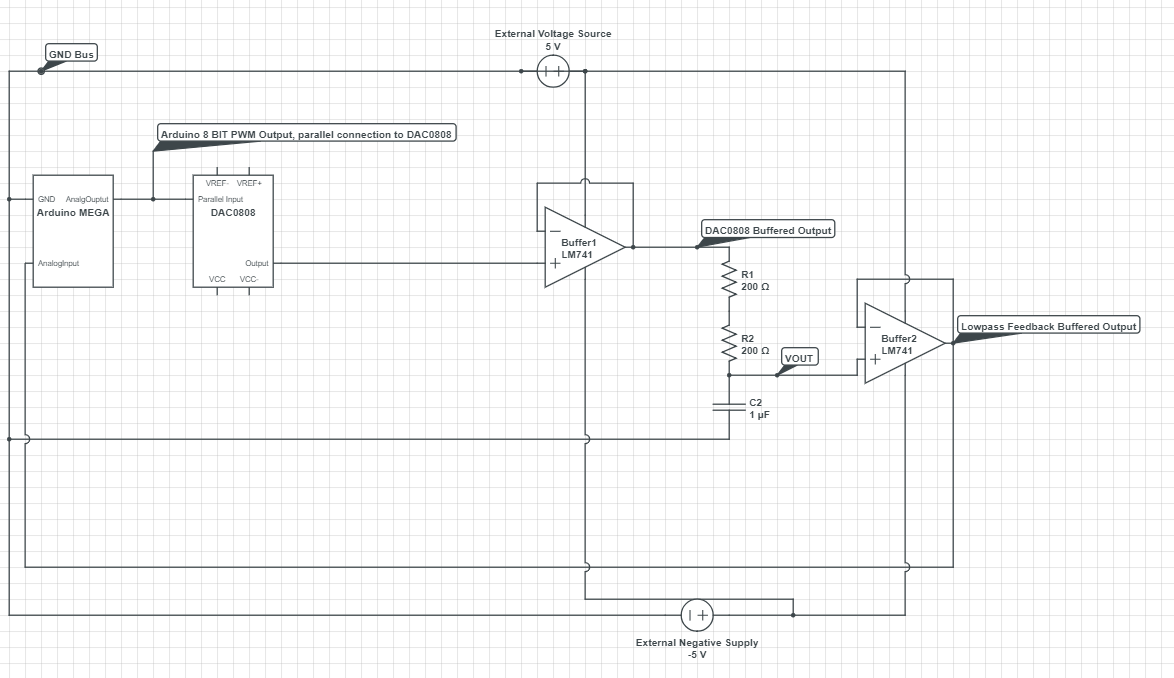 External Voltage Source
5 V
GND Bus
Arduino 8 BIT PWM Output, parallel connection to DAC0808
VREF- VREF+
GND AnalgOuptut Parallel Input
Arduino MEGA DAC0808
DAC0808 Buffered Output
Buffer1
LM741
AnalogInput Output
VCC VCC-
R1
200 Ω
Lowpass Feedback Buffered Output
R2
200 Ω
Buffer2
LM741
VOUT
C2
1 µF
External Negative Supply
-5 V